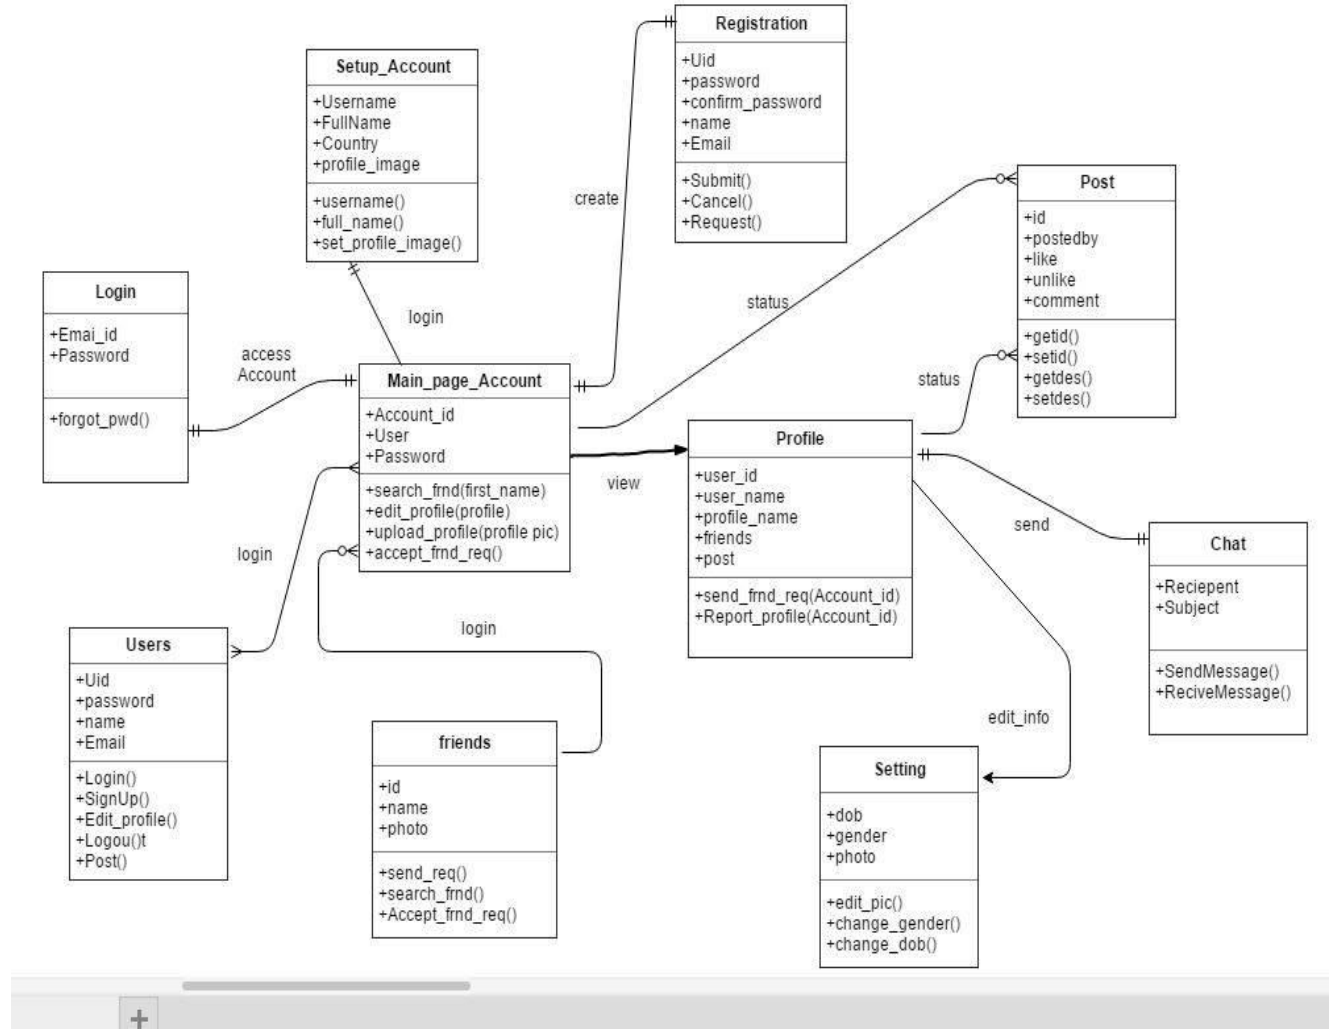 Registration
+Uid
+password
+confirm_password
+name
+Email
+Submit()
+Cancel()
+Request()
Setup_Account
+Username
+FullName
+Country
+profile_image
+username()
+full_name()
+set_profile_image()
create
Post
+id
+postedby
+like
+unlike
+comment
+getid()
+setid()
+getdes()
+setdes()
Login
+Emai_id
+Password
+forgot_pwd()
login
status
access
Account
Main_page_Account
+Account_id
+User
+Password
+search_frnd(first_name)
+edit_profile(profile)
+upload_profile(profile pic)
+accept_frnd_req()
status
Profile
+user_id
+user_name
+profile_name
+friends
+post
+send_frnd_req(Account_id)
+Report_profile(Account_id)
view
send
Chat
+Reciepent
+Subject
+SendMessage()
+ReciveMessage()
login
login
Users
+Uid
+password
+name
+Email
+Login()
+SignUp()
+Edit_profile()
+Logou()t
+Post()
friends
+id
+name
+photo
+send_req()
+search_frnd()
+Accept_frnd_req()
edit_info
Setting
+dob
+gender
+photo
+edit_pic()
+change_gender()
+change_dob()
+